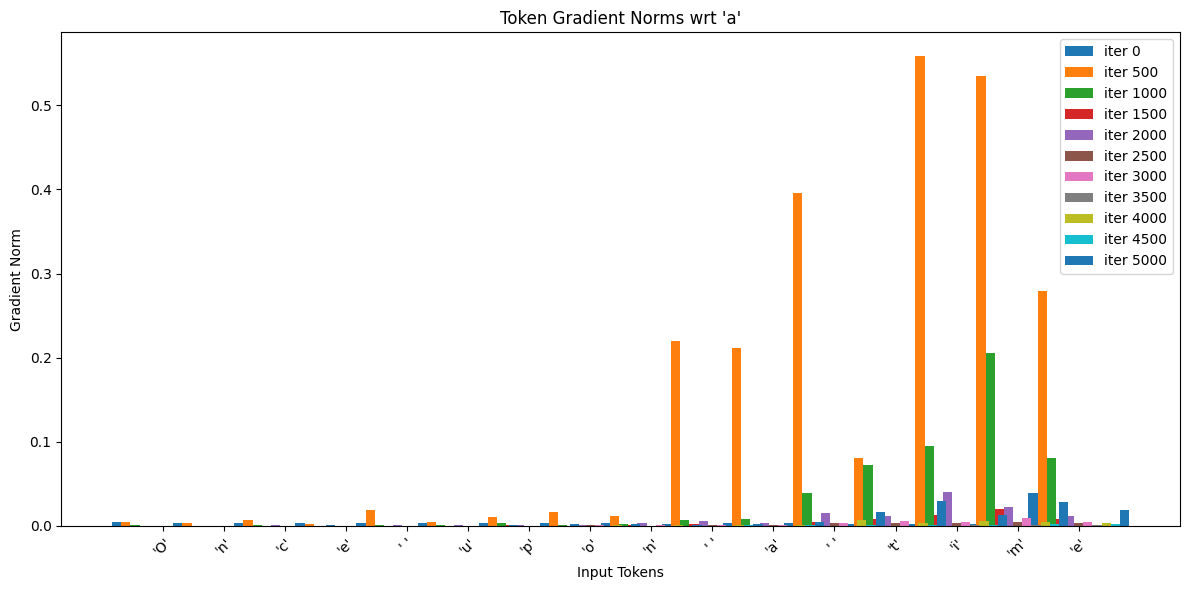 Token Gradient Norms wrt 'a'
iter 0
iter 500
iter 1000
iter 1500
iter 2000
iter 2500
iter 3000
iter 3500
iter 4000
iter 4500
iter 5000
Gradient Norm
0.5
0.4
0.3
0.2
0.1
0.0
'O' 'n' 'c' 'e' ' ' 'u' 'p' 'o' 'n' ' ' 'a' ' ' 't' 'i' 'm' 'e'
Input Tokens